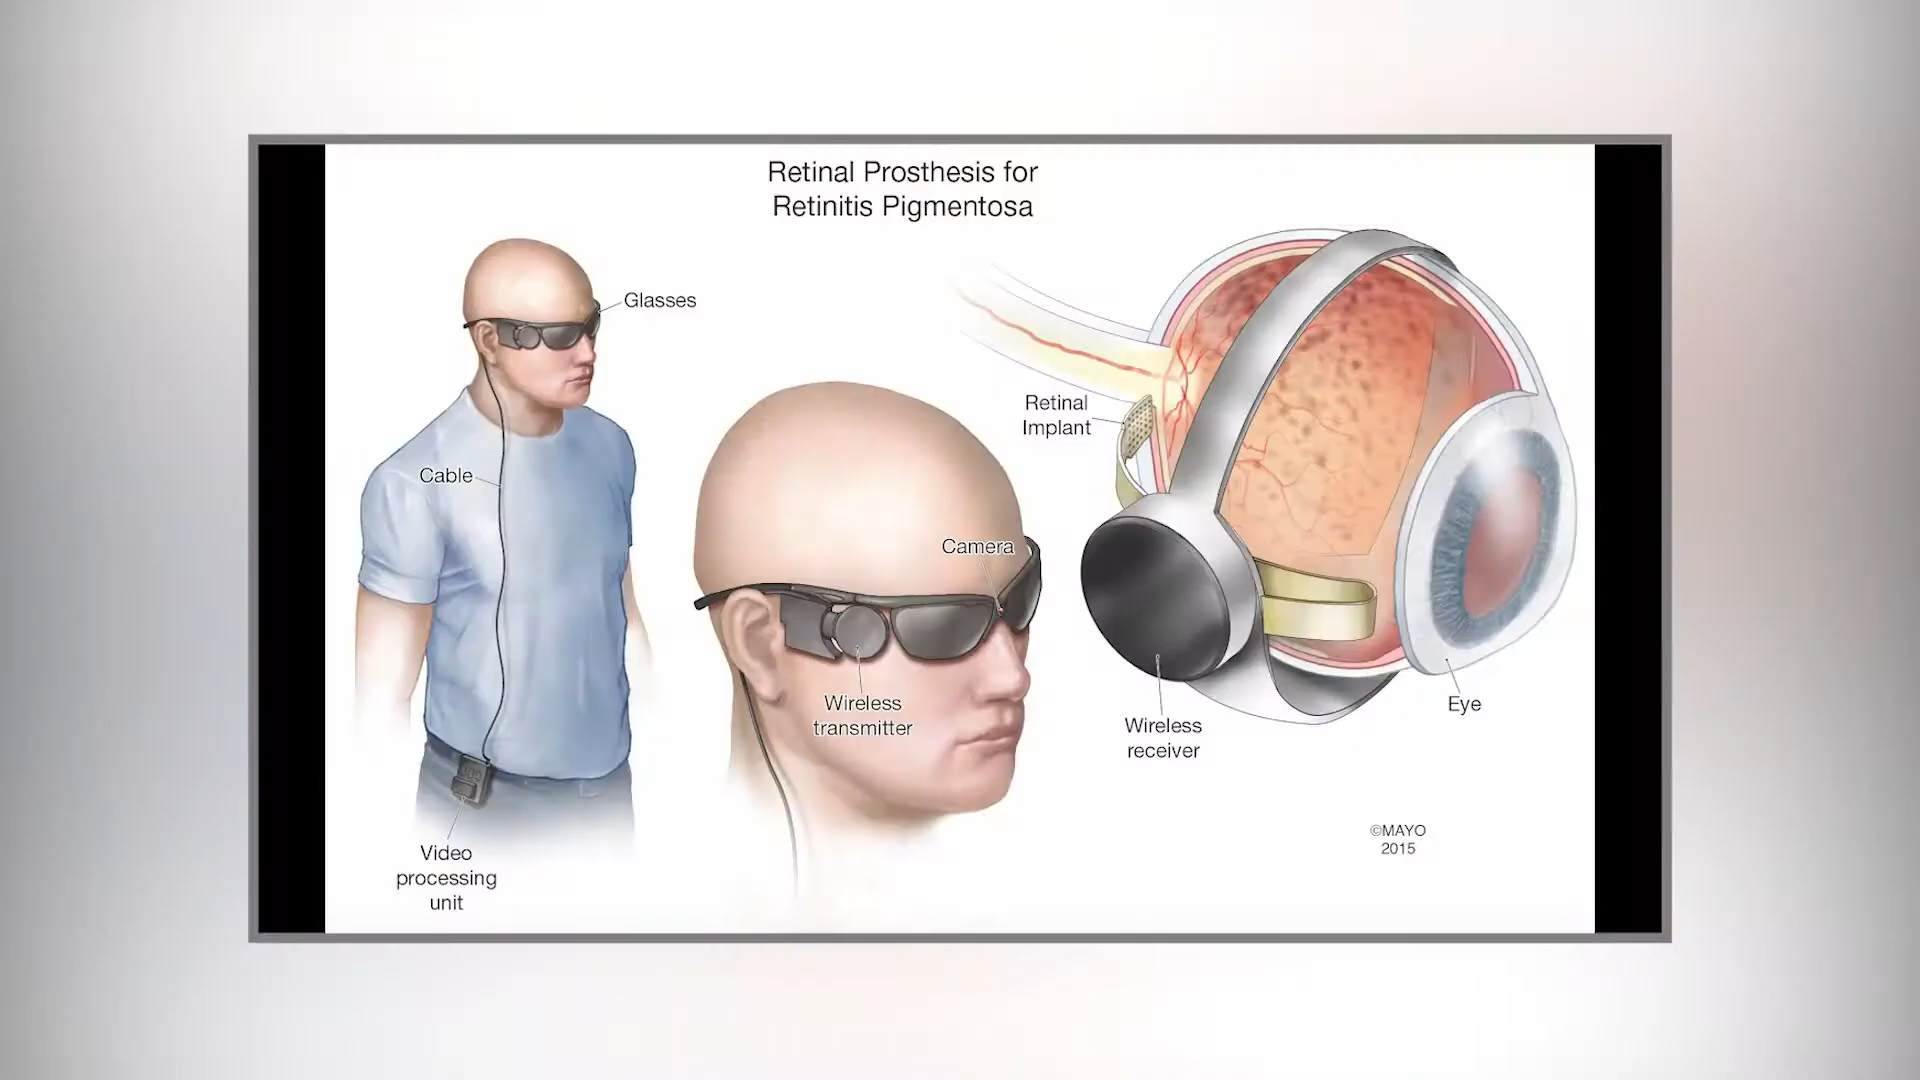 Retinal Prosthesis for
Retinitis Pigmentosa
Glasses
Cable
Video
processing
unit
Camera
Wireless
transmitter
Retinal
Implant
Wireless
receiver
Eye
©MAYO
2015